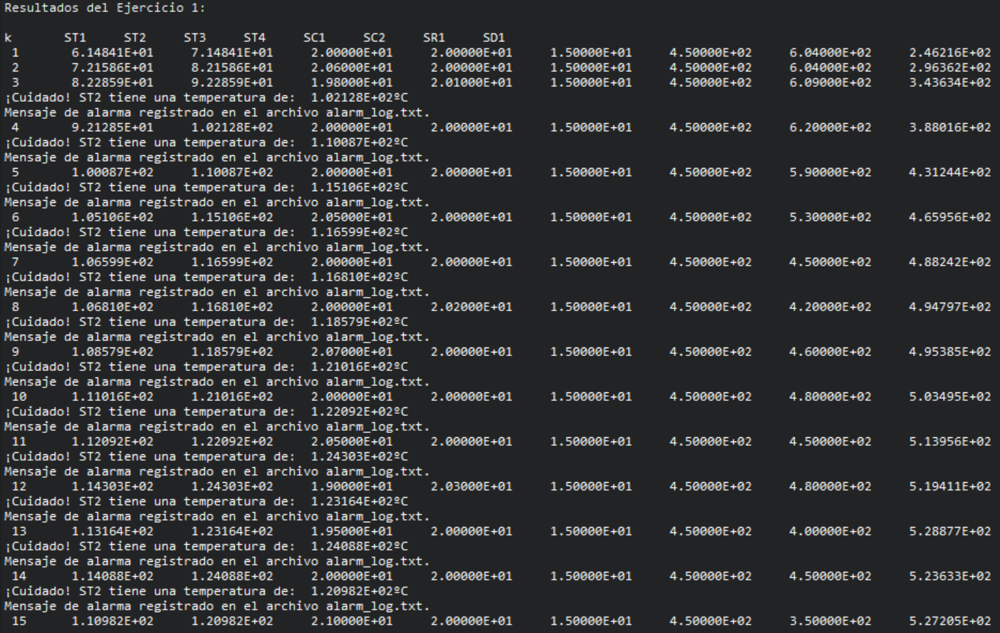 Resultados del Ejercicio 1:
k ST1 ST2 ST3 ST4 SC1 SC2 SR1 SD1
1 6.14841E+01 7.14841E+01 2.00000E+01 2.00000E+01 1.50000E+01 4.50000E+02 6.04000E+02 2.46216E+02
2 7.21586E+01 8.21586E+01 2.06000E+01 2.00000E+01 1.50000E+01 4.50000E+02 6.04000E+02 2.96362E+02
3 8.22859E+01 9.22859E+01 1.98000E+01 2.01000E+01 1.50000E+01 4.50000E+02 6.09000E+02 3.43634E+02
¡Cuidado! ST2 tiene una temperatura de: 1.02128E+02ºC
Mensaje de alarma registrado en el archivo alarm_log.txt.
4 9.21285E+01 1.02128E+02 2.00000E+01 2.00000E+01 1.50000E+01 4.50000E+02 6.20000E+02 3.88016E+02
¡Cuidado! ST2 tiene una temperatura de: 1.10087E+02ºC
Mensaje de alarma registrado en el archivo alarm_log.txt.
5 1.00087E+02 1.10087E+02 2.00000E+01 2.00000E+01 1.50000E+01 4.50000E+02 5.90000E+02 4.31244E+02
¡Cuidado! ST2 tiene una temperatura de: 1.15106E+02ºC
Mensaje de alarma registrado en el archivo alarm_log.txt.
6 1.05106E+02 1.15106E+02 2.05000E+01 2.00000E+01 1.50000E+01 4.50000E+02 5.30000E+02 4.65956E+02
¡Cuidado! ST2 tiene una temperatura de: 1.16599E+02ºC
Mensaje de alarma registrado en el archivo alarm_log.txt.
7 1.06599E+02 1.16599E+02 2.00000E+01 2.00000E+01 1.50000E+01 4.50000E+02 4.50000E+02 4.88242E+02
¡Cuidado! ST2 tiene una temperatura de: 1.16810E+02ºC
Mensaje de alarma registrado en el archivo alarm_log.txt.
8 1.06810E+02 1.16810E+02 2.00000E+01 2.02000E+01 1.50000E+01 4.50000E+02 4.20000E+02 4.94797E+02
¡Cuidado! ST2 tiene una temperatura de: 1.18579E+02ºC
Mensaje de alarma registrado en el archivo alarm_log.txt.
9 1.08579E+02 1.18579E+02 2.07000E+01 2.00000E+01 1.50000E+01 4.50000E+02 4.60000E+02 4.95385E+02
¡Cuidado! ST2 tiene una temperatura de: 1.21016E+02ºC
Mensaje de alarma registrado en el archivo alarm_log.txt.
10 1.11016E+02 1.21016E+02 2.00000E+01 2.00000E+01 1.50000E+01 4.50000E+02 4.80000E+02 5.03495E+02
¡Cuidado! ST2 tiene una temperatura de: 1.22092E+02ºC
Mensaje de alarma registrado en el archivo alarm_log.txt.
11 1.12092E+02 1.22092E+02 2.05000E+01 2.00000E+01 1.50000E+01 4.50000E+02 4.50000E+02 5.13956E+02
¡Cuidado! ST2 tiene una temperatura de: 1.24303E+02ºC
Mensaje de alarma registrado en el archivo alarm_log.txt.
12 1.14303E+02 1.24303E+02 1.90000E+01 2.03000E+01 1.50000E+01 4.50000E+02 4.80000E+02 5.19411E+02
¡Cuidado! ST2 tiene una temperatura de: 1.23164E+02ºC
Mensaje de alarma registrado en el archivo alarm_log.txt.
13 1.13164E+02 1.23164E+02 1.95000E+01 2.00000E+01 1.50000E+01 4.50000E+02 4.00000E+02 5.28877E+02
¡Cuidado! ST2 tiene una temperatura de: 1.24088E+02ºC
Mensaje de alarma registrado en el archivo alarm_log.txt.
14 1.14088E+02 1.24088E+02 2.00000E+01 2.00000E+01 1.50000E+01 4.50000E+02 4.50000E+02 5.23633E+02
¡Cuidado! ST2 tiene una temperatura de: 1.20982E+02ºC
Mensaje de alarma registrado en el archivo alarm_log.txt.
15 1.10982E+02 1.20982E+02 2.10000E+01 2.00000E+01 1.50000E+01 4.50000E+02 3.50000E+02 5.27205E+02